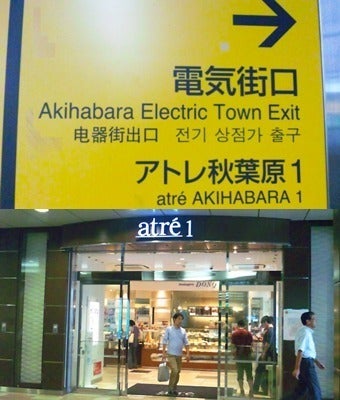 電気街口
Akihabara Electric Town Exit
电器街出口 전기 상점가 출구
アトレ秋葉原1
atré AKIHABARA 1
atré 1
DONQ